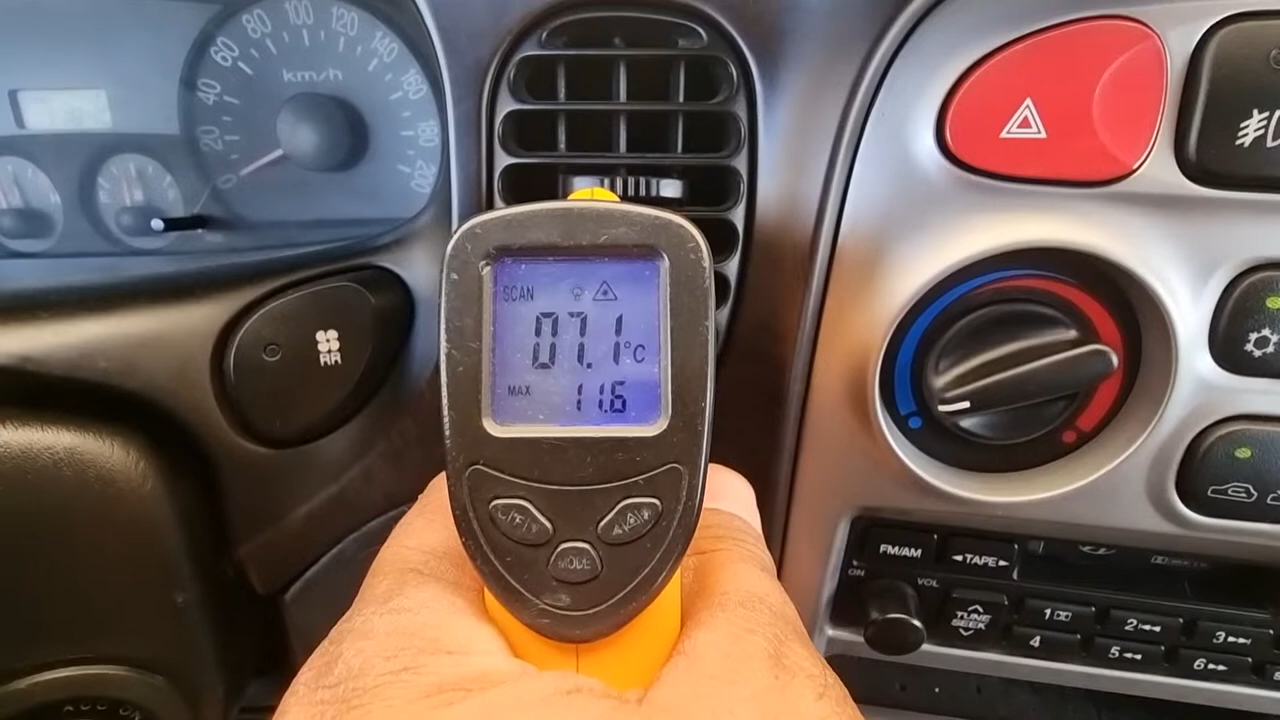 0 20 40 60 80 100 120 140 160 180 200
km/h
RR
SCAN
07.1°C
MAX 11.6
MODE
FM/AM
◄TAPE►
ON
VOL
TUNE
SEEK
1
2
3
4
5
6